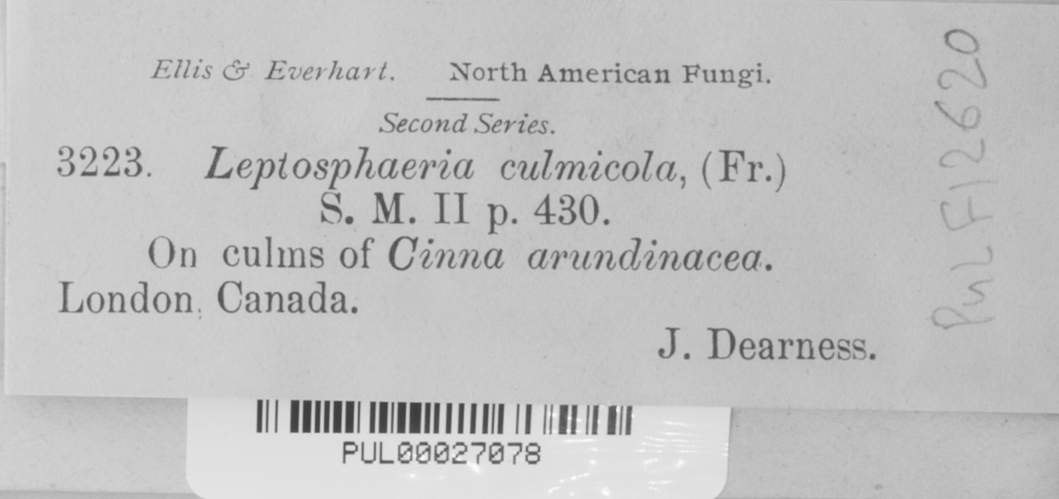 Ellis & Everhart. North American Fungi.
Second Series.
3223. Leptosphaeria culmicola, (Fr.)
S. M. II p. 430.
On culms of Cinna arundinacea.
London, Canada.
J. Dearness.
PUL F12620
PUL00027078